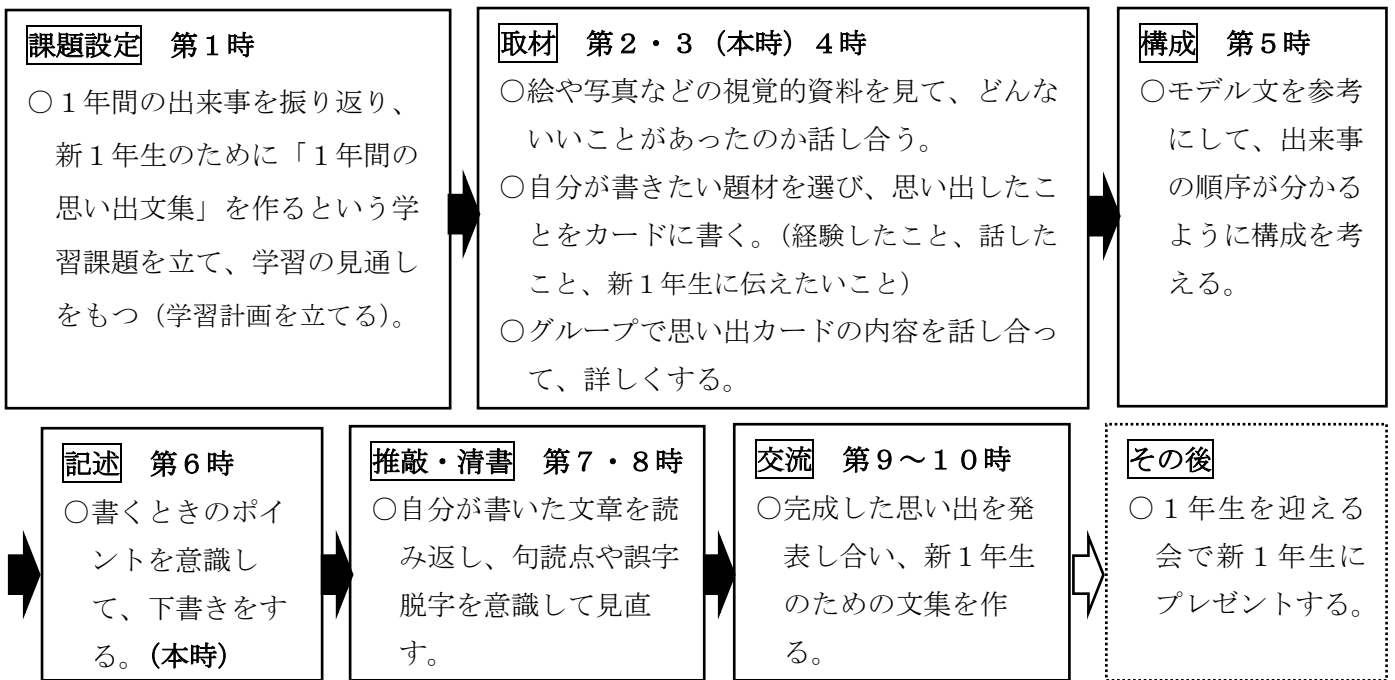 課題設定　第１時
○１年間の出来事を振り返り、
新１年生のために「１年間の
思い出文集」を作るという学
習課題を立て、学習の見通し
をもつ（学習計画を立てる）。
取材　第２・３（本時）４時
○絵や写真などの視覚的資料を見て、どんな
いいことがあったのか話し合う。
○自分が書きたい題材を選び、思い出したこ
とをカードに書く。（経験したこと、話した
こと、新１年生に伝えたいこと）
○グループで思い出カードの内容を話し合っ
て、詳しくする。
構成　第５時
○モデル文を参考
にして、出来事
の順序が分かる
ように構成を考
える。
記述　第６時
○書くときのポイ
ントを意識し
て、下書きをす
る。（本時）
推敲・清書　第７・８時
○自分が書いた文章を読
み返し、句読点や誤字
脱字を意識して見直
す。
交流　第９～１０時
○完成した思い出を発
表し合い、新１年生
のための文集を作
る。
その後
○１年生を迎える
会で新１年生に
プレゼントする。